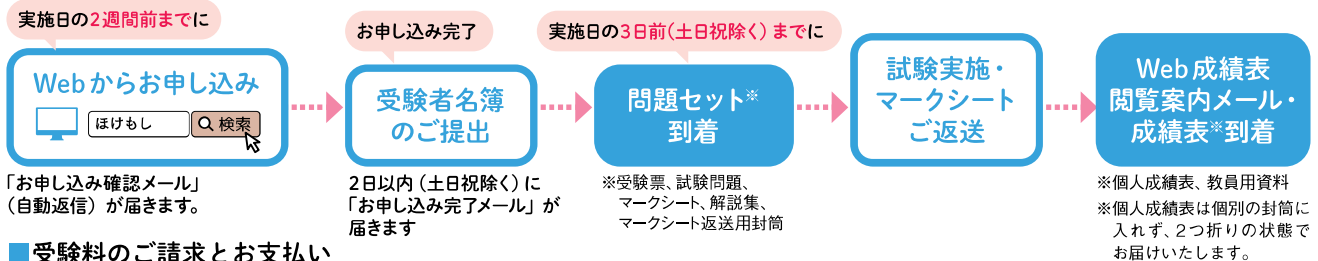 実施日の2週間前までに
Webからお申し込み
ほけもし
検索
「お申し込み確認メール」
（自動返信）が届きます。
お申し込み完了
受験者名簿
のご提出
2日以内（土日祝除く）に
「お申し込み完了メール」が
届きます
実施日の3日前（土日祝除く）までに
問題セット※
到着
※受験票、試験問題、
マークシート、解説集、
マークシート返送用封筒
試験実施・
マークシート
ご返送
Web成績表
閲覧案内メール・
成績表※到着
※個人成績表、教員用資料
※個人成績表は個別の封筒に
入れず、2つ折りの状態で
お届けいたします。
■受験料のご請求とお支払い